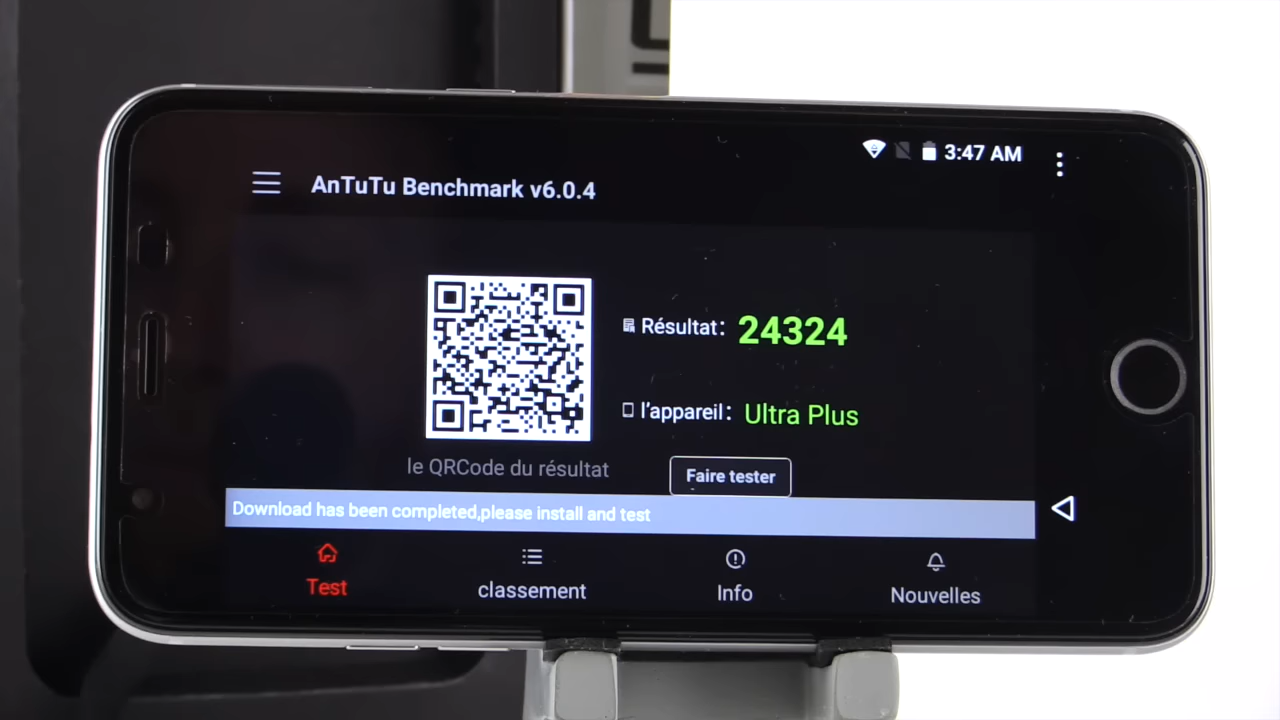 3:47 AM
AnTuTu Benchmark v6.0.4
Résultat: 24324
l'appareil: Ultra Plus
le QRCode du résultat
Faire tester
Download has been completed,please install and test
Test
classement
Info
Nouvelles